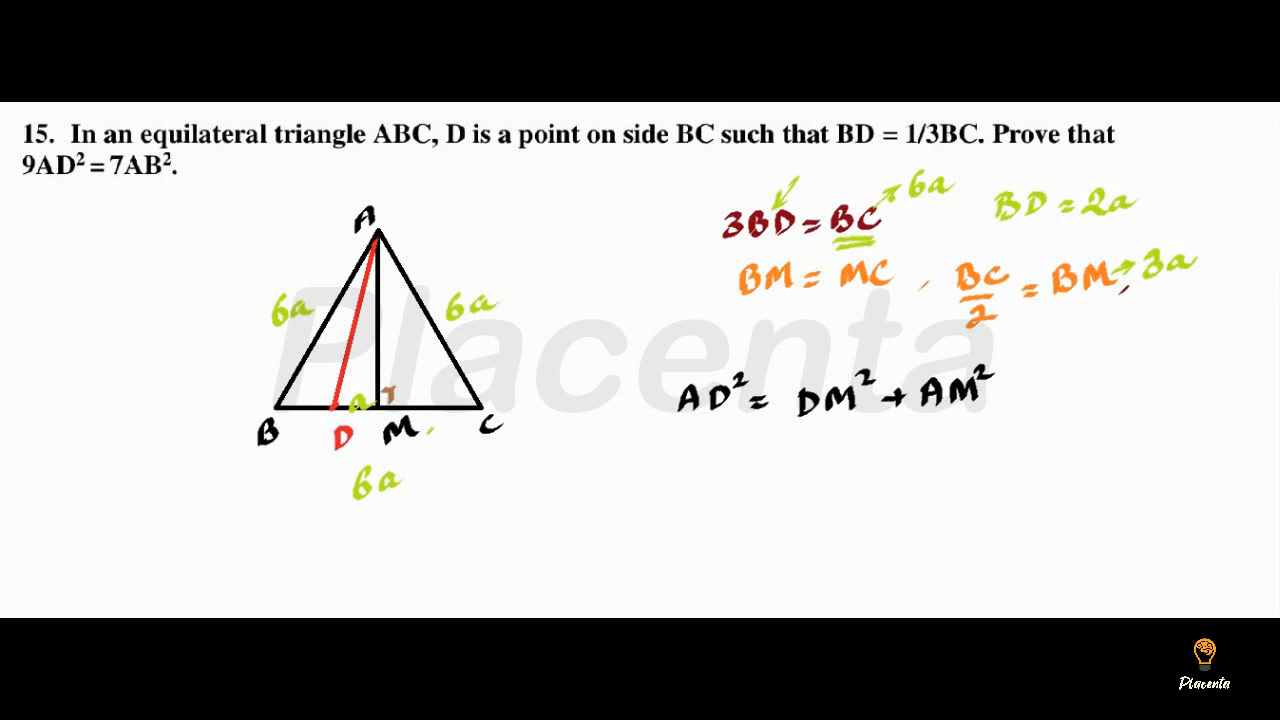 15. In an equilateral triangle ABC, D is a point on side BC such that BD = 1/3BC. Prove that
9AD² = 7AB².
3BD = BC → 6a
BD = 2a
BM = MC , BC/2 = BM → 3a
AD² = DM² + AM²
A
6a
6a
a
B
D
M
C
6a
Placenta
Placenta